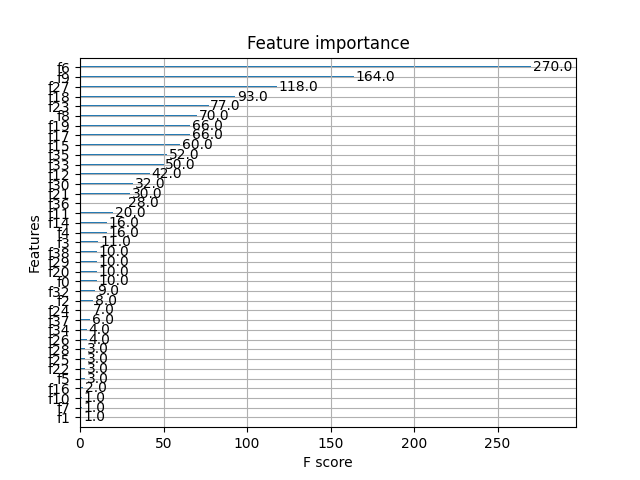 Feature importance
f6 270.0
f9 164.0
f27 118.0
f18 93.0
f23 77.0
f8 70.0
f19 66.0
f17 66.0
f15 60.0
f35 52.0
f33 50.0
f12 42.0
f30 32.0
f21 30.0
f36 28.0
f11 20.0
f14 16.0
f4 16.0
f3 11.0
f38 10.0
f29 10.0
f20 10.0
f0 10.0
f32 9.0
f2 8.0
f24 7.0
f37 6.0
f34 4.0
f26 4.0
f28 3.0
f25 3.0
f22 3.0
f5 3.0
f16 2.0
f10 1.0
f7 1.0
f1 1.0
Features
0 50 100 150 200 250
F score